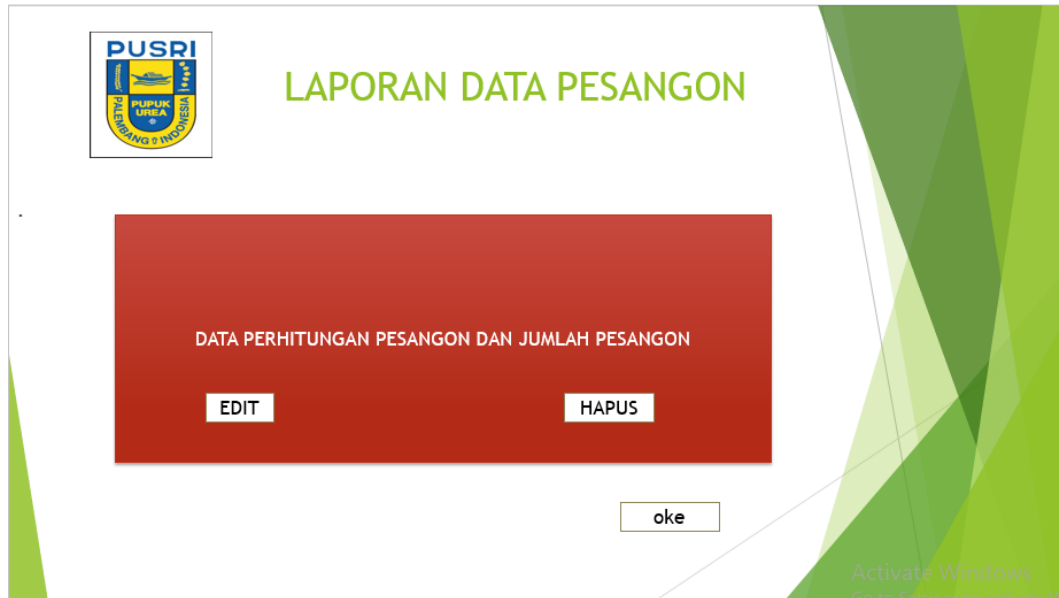 PUSRI
PUPUK
UREA
PALEMBANG INDONESIA
LAPORAN DATA PESANGON
DATA PERHITUNGAN PESANGON DAN JUMLAH PESANGON
EDIT
HAPUS
oke
Activate Windows